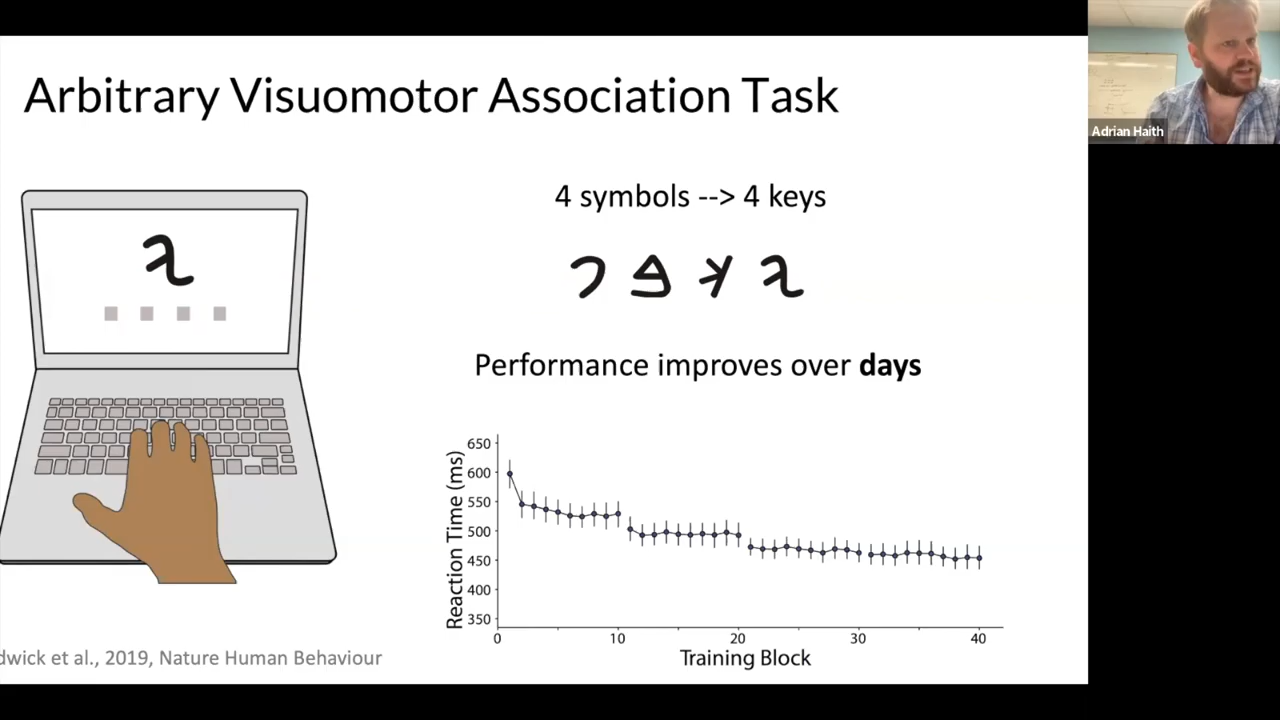 Arbitrary Visuomotor Association Task
Adrian Haith
4 symbols --> 4 keys
Performance improves over days
650
600
550
500
450
400
350
Reaction Time (ms)
0 10 20 30 40
Training Block
dwick et al., 2019, Nature Human Behaviour